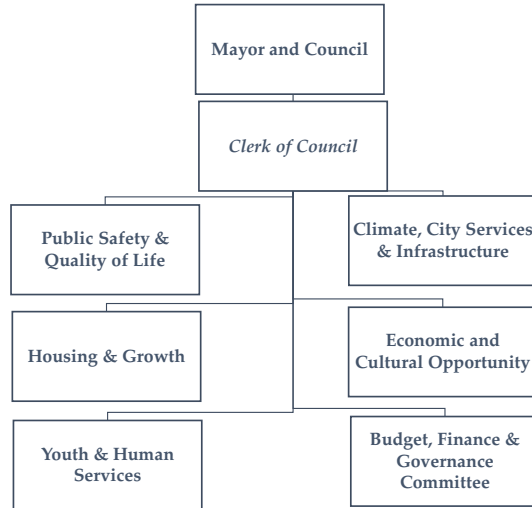 Mayor and Council
Clerk of Council
Public Safety &
Quality of Life
Climate, City Services
& Infrastructure
Housing & Growth
Economic and
Cultural Opportunity
Youth & Human
Services
Budget, Finance &
Governance
Committee